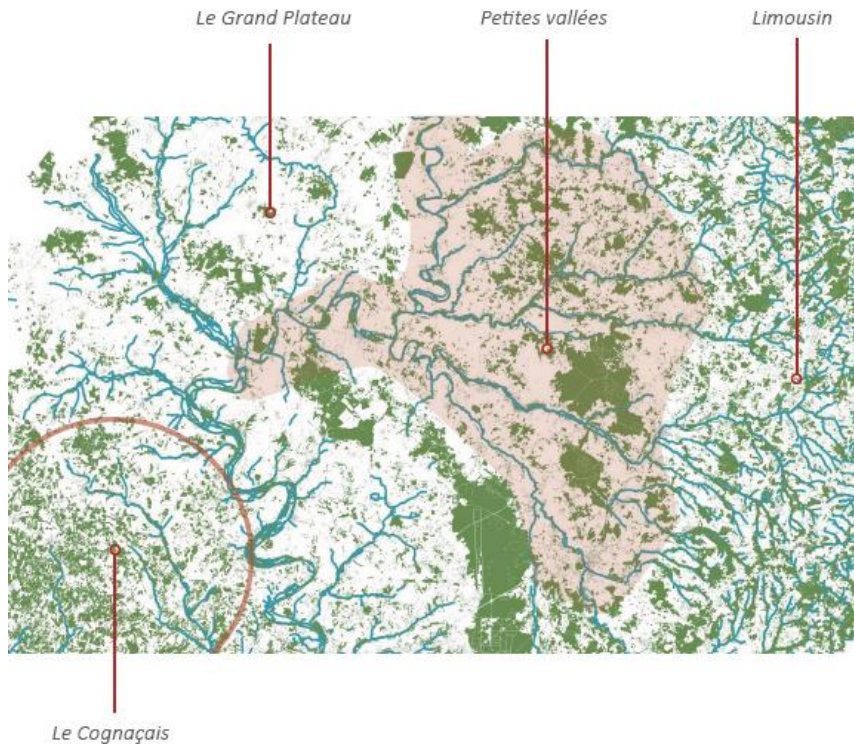 Le Grand Plateau
Petites vallées
Limousin
Le Cognaçais